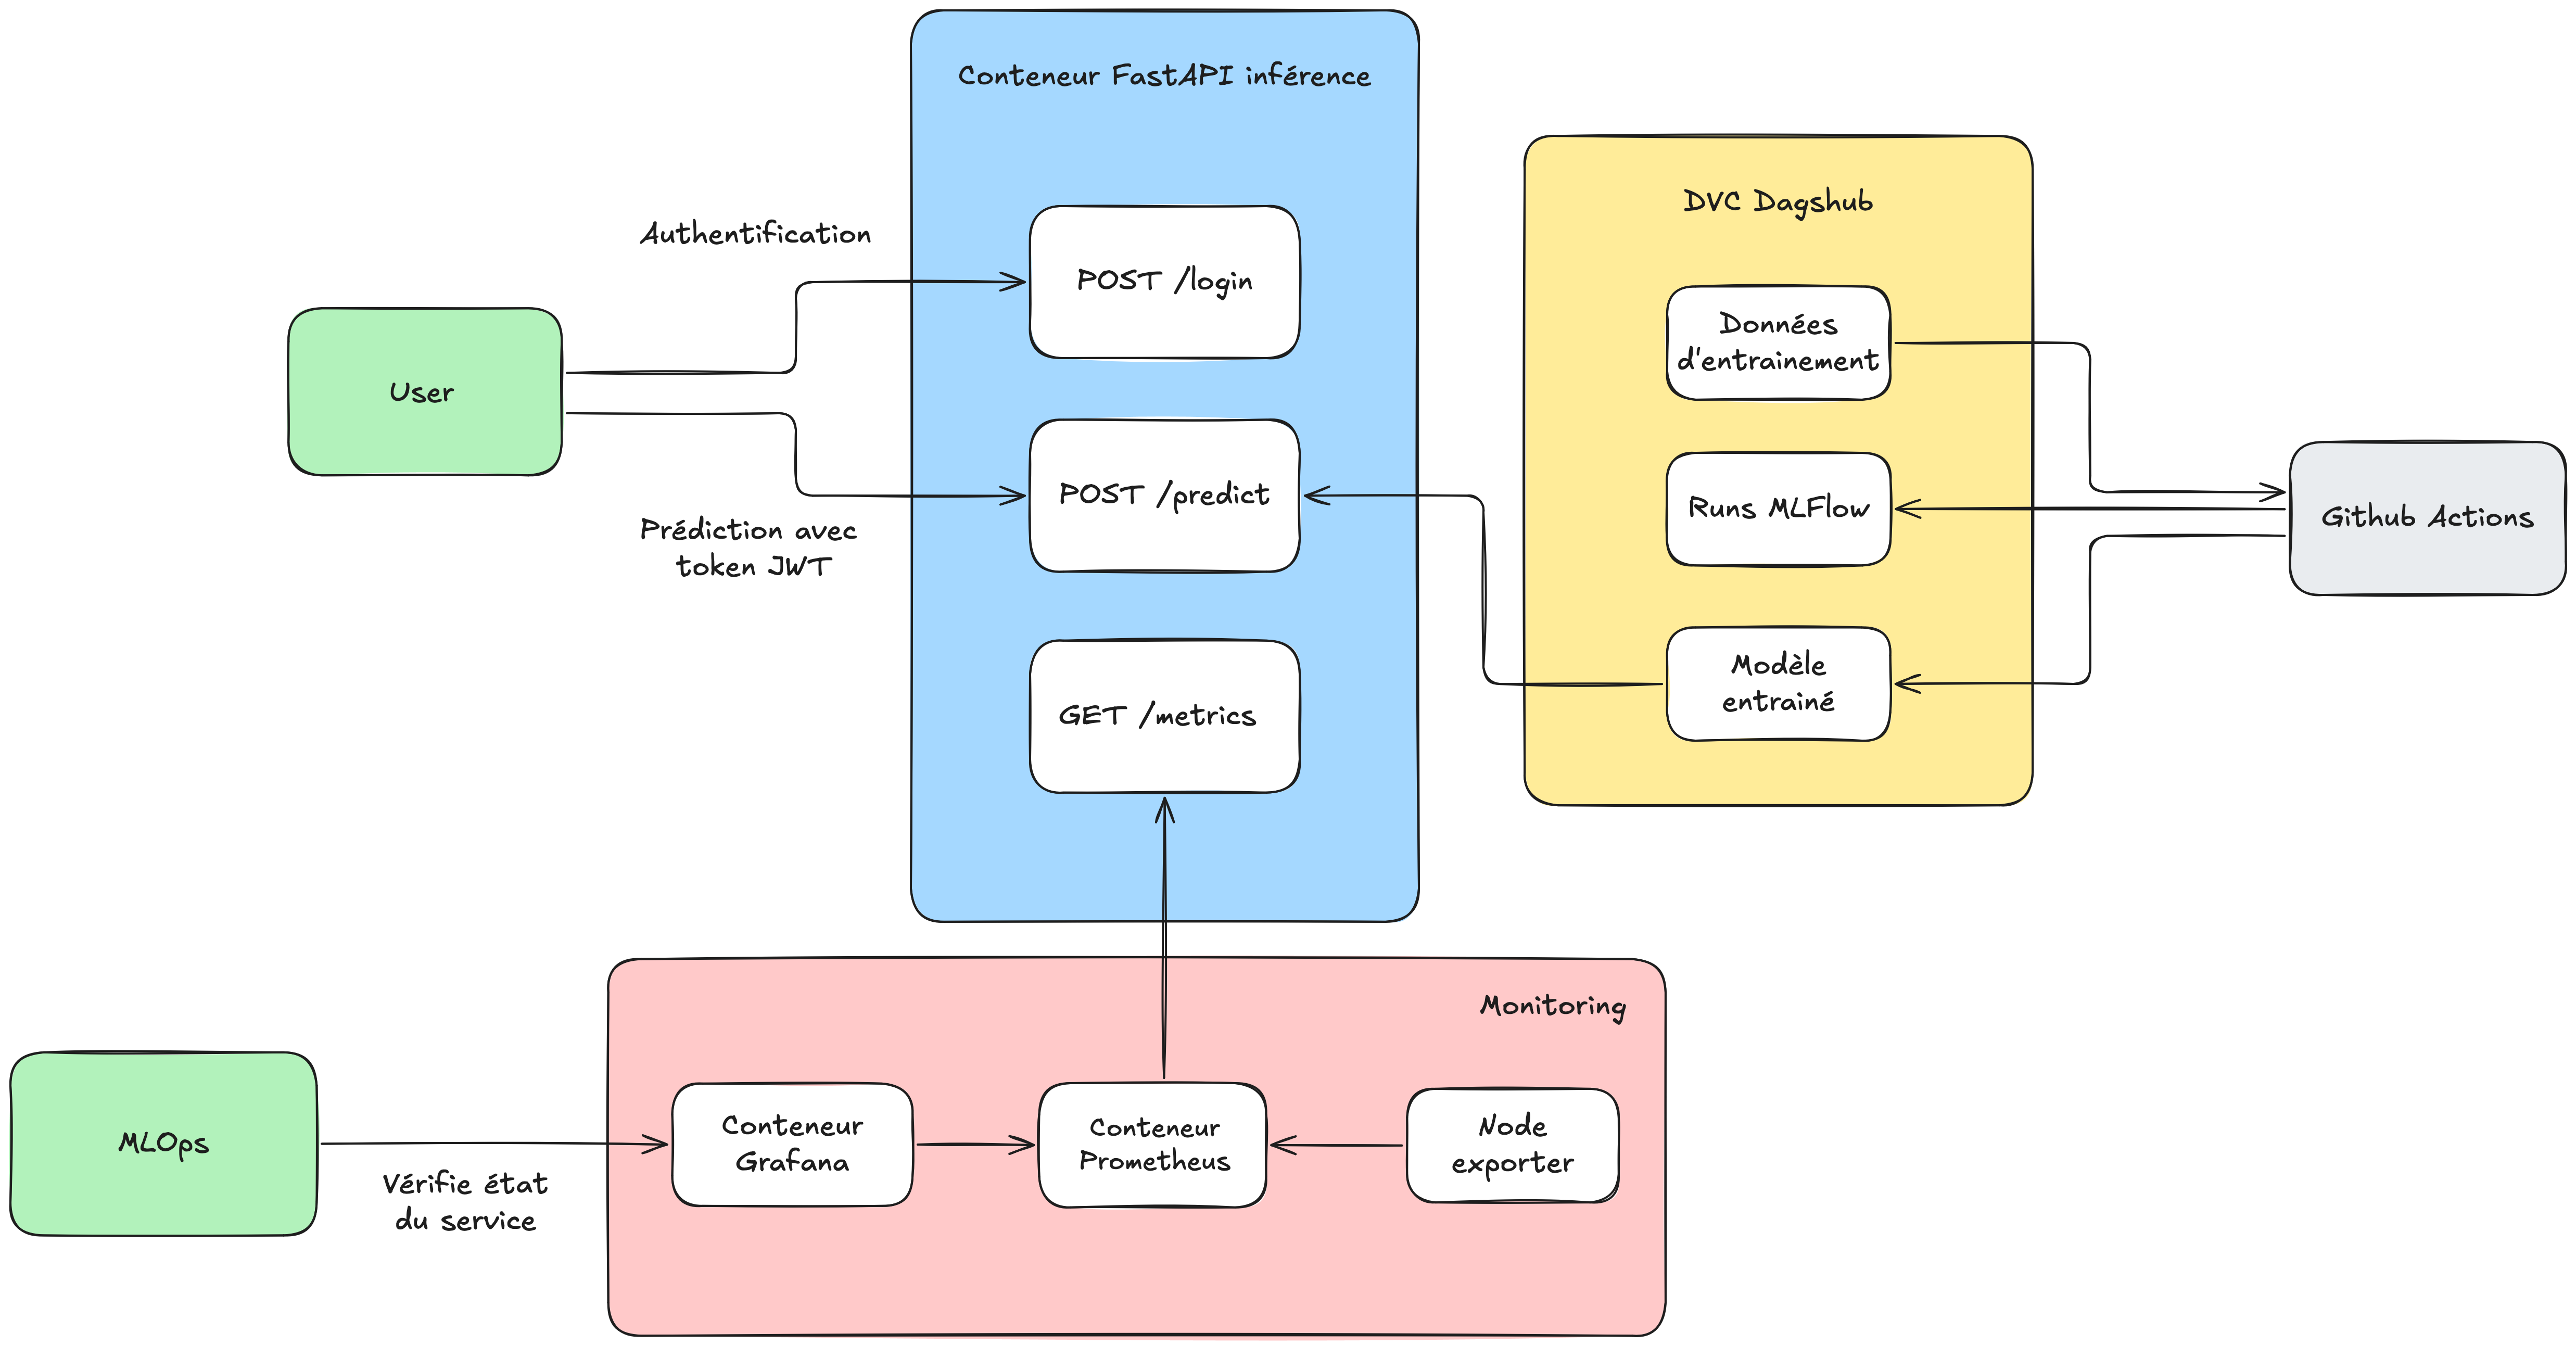 Conteneur FastAPI inférence
Authentification
POST /login
User
POST /predict
Prédiction avec
token JWT
GET /metrics
DVC Dagshub
Données
d'entrainement
Runs MLFlow
Modèle
entrainé
Github Actions
Monitoring
MLOps
Vérifie état
du service
Conteneur
Grafana
Conteneur
Prometheus
Node
exporter